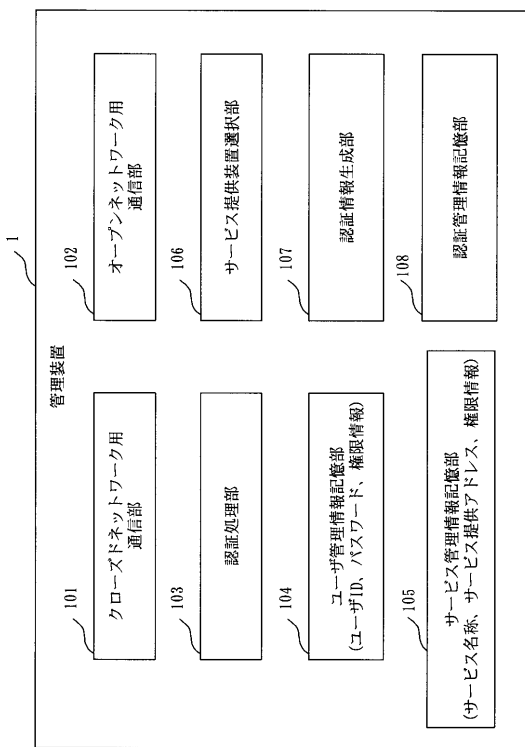 1
管理装置
101
クローズドネットワーク用
通信部
102
オープンネットワーク用
通信部
103
認証処理部
106
サービス提供装置選択部
104
ユーザ管理情報記憶部
(ユーザID、パスワード、権限情報)
107
認証情報生成部
105
サービス管理情報記憶部
(サービス名称、サービス提供アドレス、権限情報)
108
認証管理情報記憶部